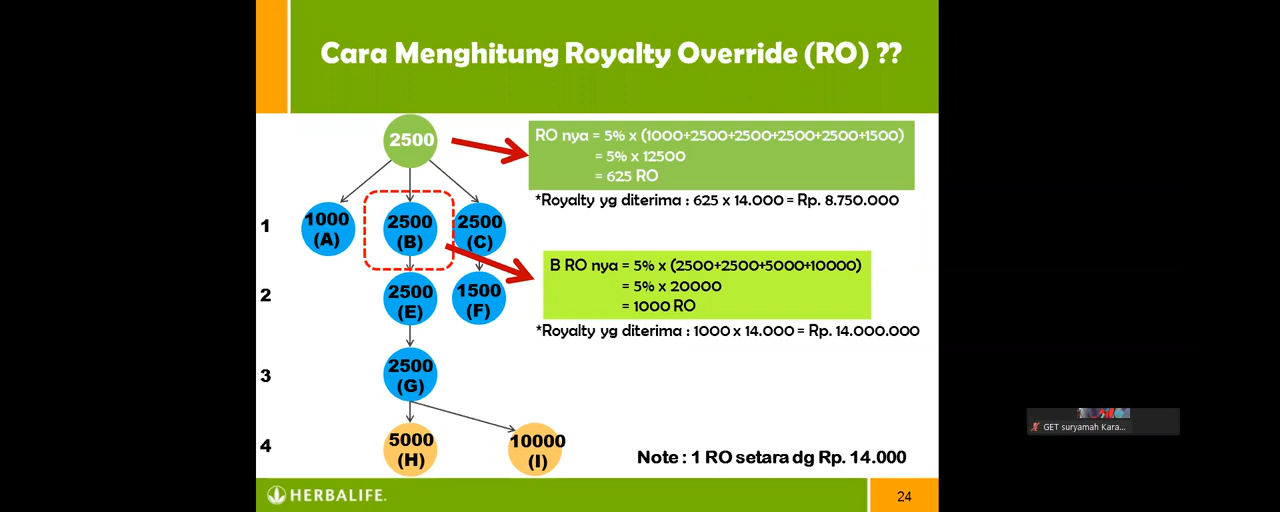 Cara Menghitung Royalty Override (RO) ??
2500
RO nya = 5% x (1000+2500+2500+2500+2500+1500)
= 5% x 12500
= 625 RO
*Royalty yg diterima : 625 x 14.000 = Rp. 8.750.000
1
1000
(A)
2500
(B)
2500
(C)
B RO nya = 5% x (2500+2500+5000+10000)
= 5% x 20000
= 1000 RO
*Royalty yg diterima : 1000 x 14.000 = Rp. 14.000.000
2
2500
(E)
1500
(F)
3
2500
(G)
4
5000
(H)
10000
(I)
Note : 1 RO setara dg Rp. 14.000
HERBALIFE.
24
GET suryamah Kara...